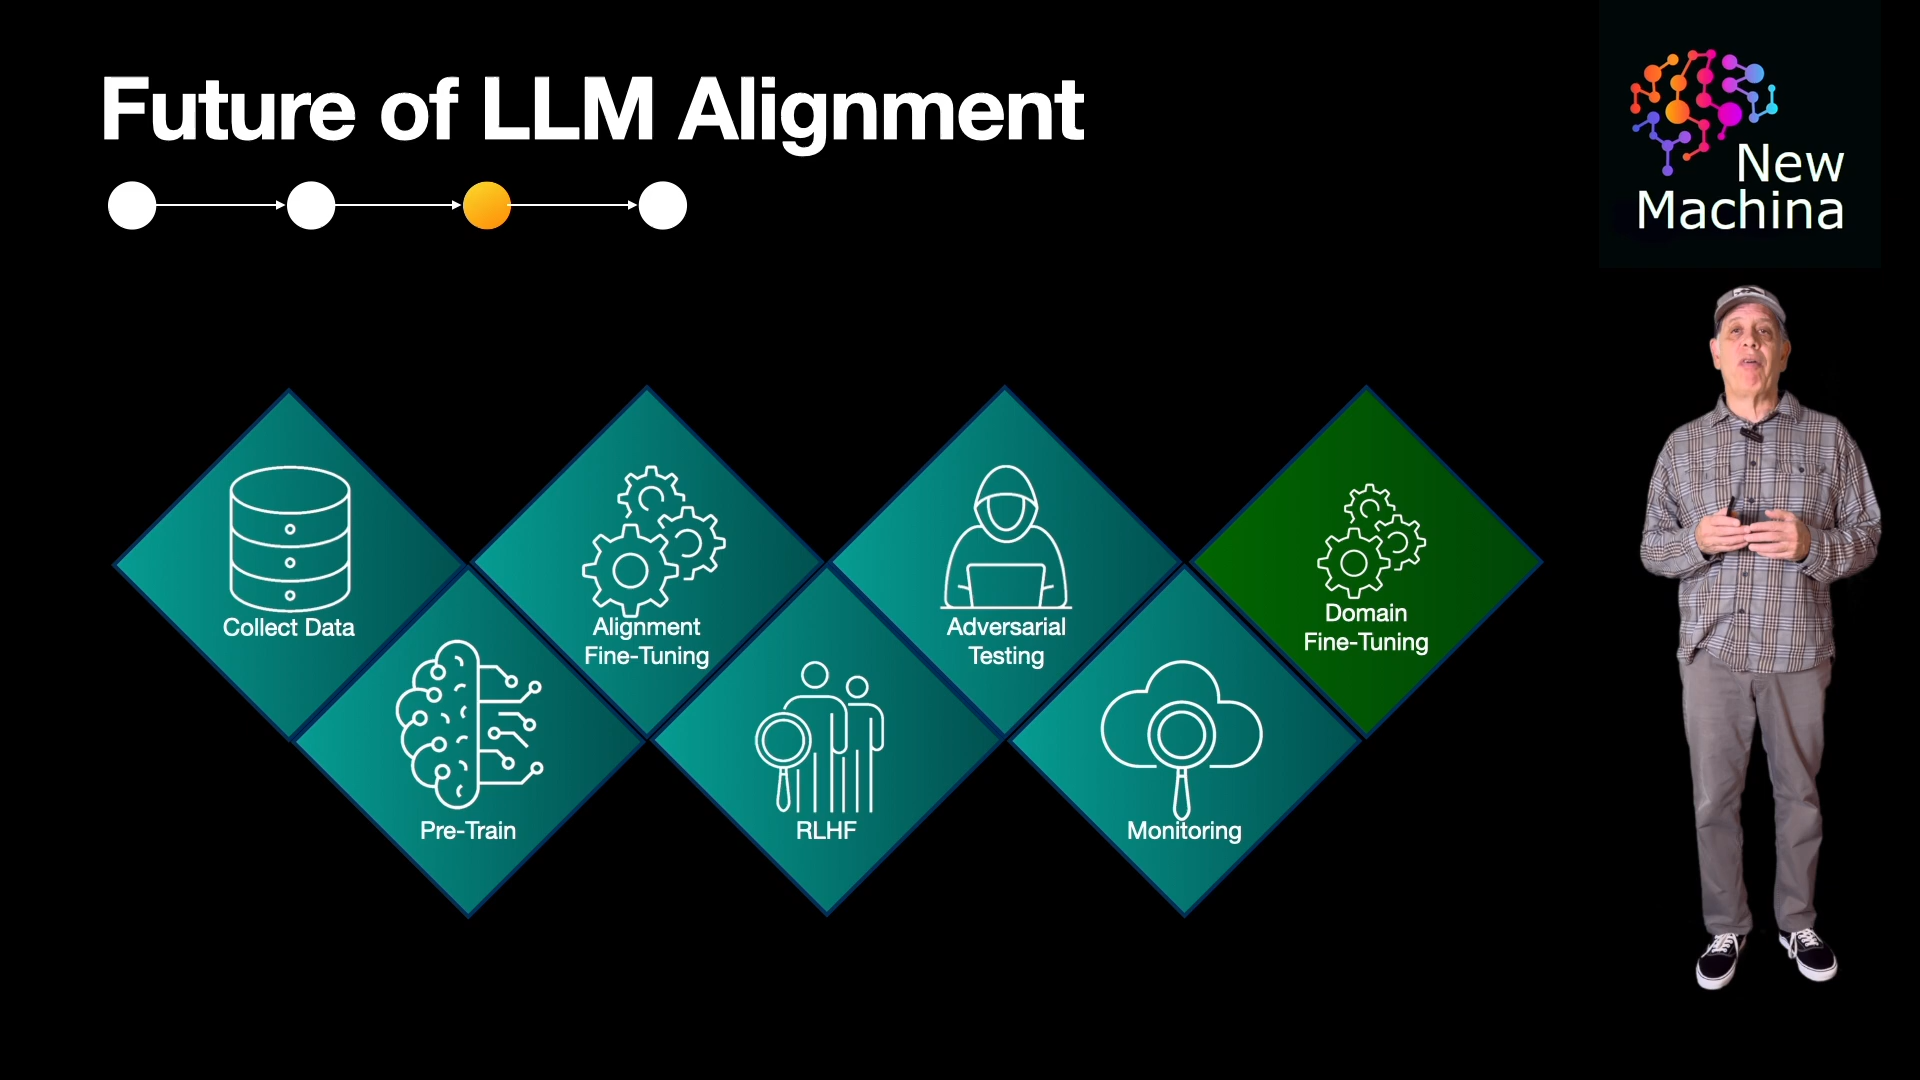 Future of LLM Alignment
New
Machina
Collect Data
Pre-Train
Alignment
Fine-Tuning
RLHF
Adversarial
Testing
Monitoring
Domain
Fine-Tuning